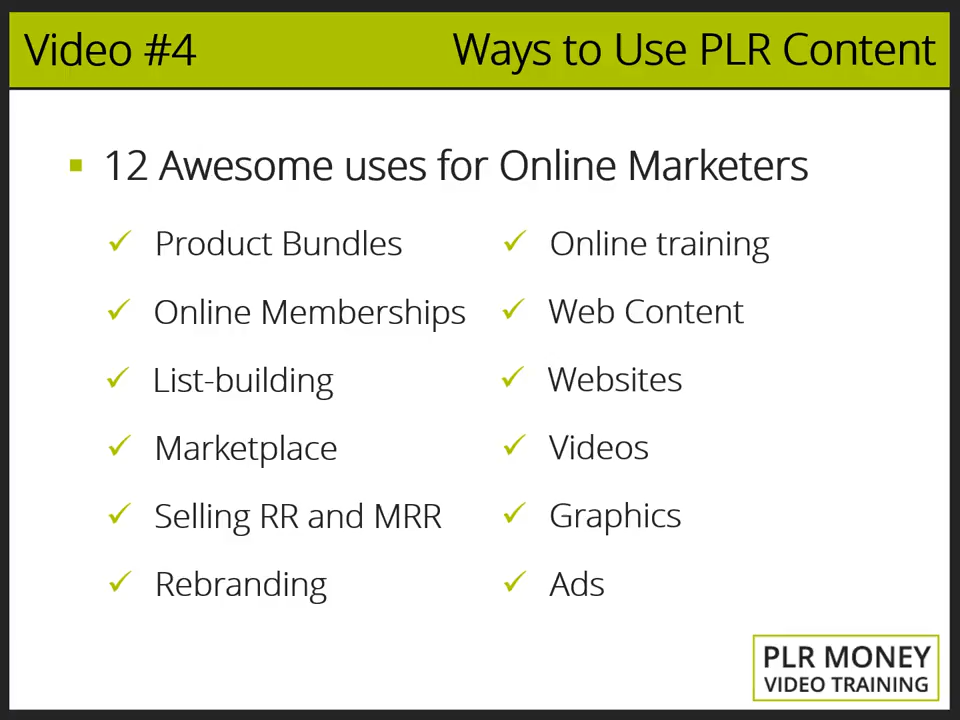 Video #4
Ways to Use PLR Content
12 Awesome uses for Online Marketers
Product Bundles
Online Memberships
List-building
Marketplace
Selling RR and MRR
Rebranding
Online training
Web Content
Websites
Videos
Graphics
Ads
PLR MONEY
VIDEO TRAINING